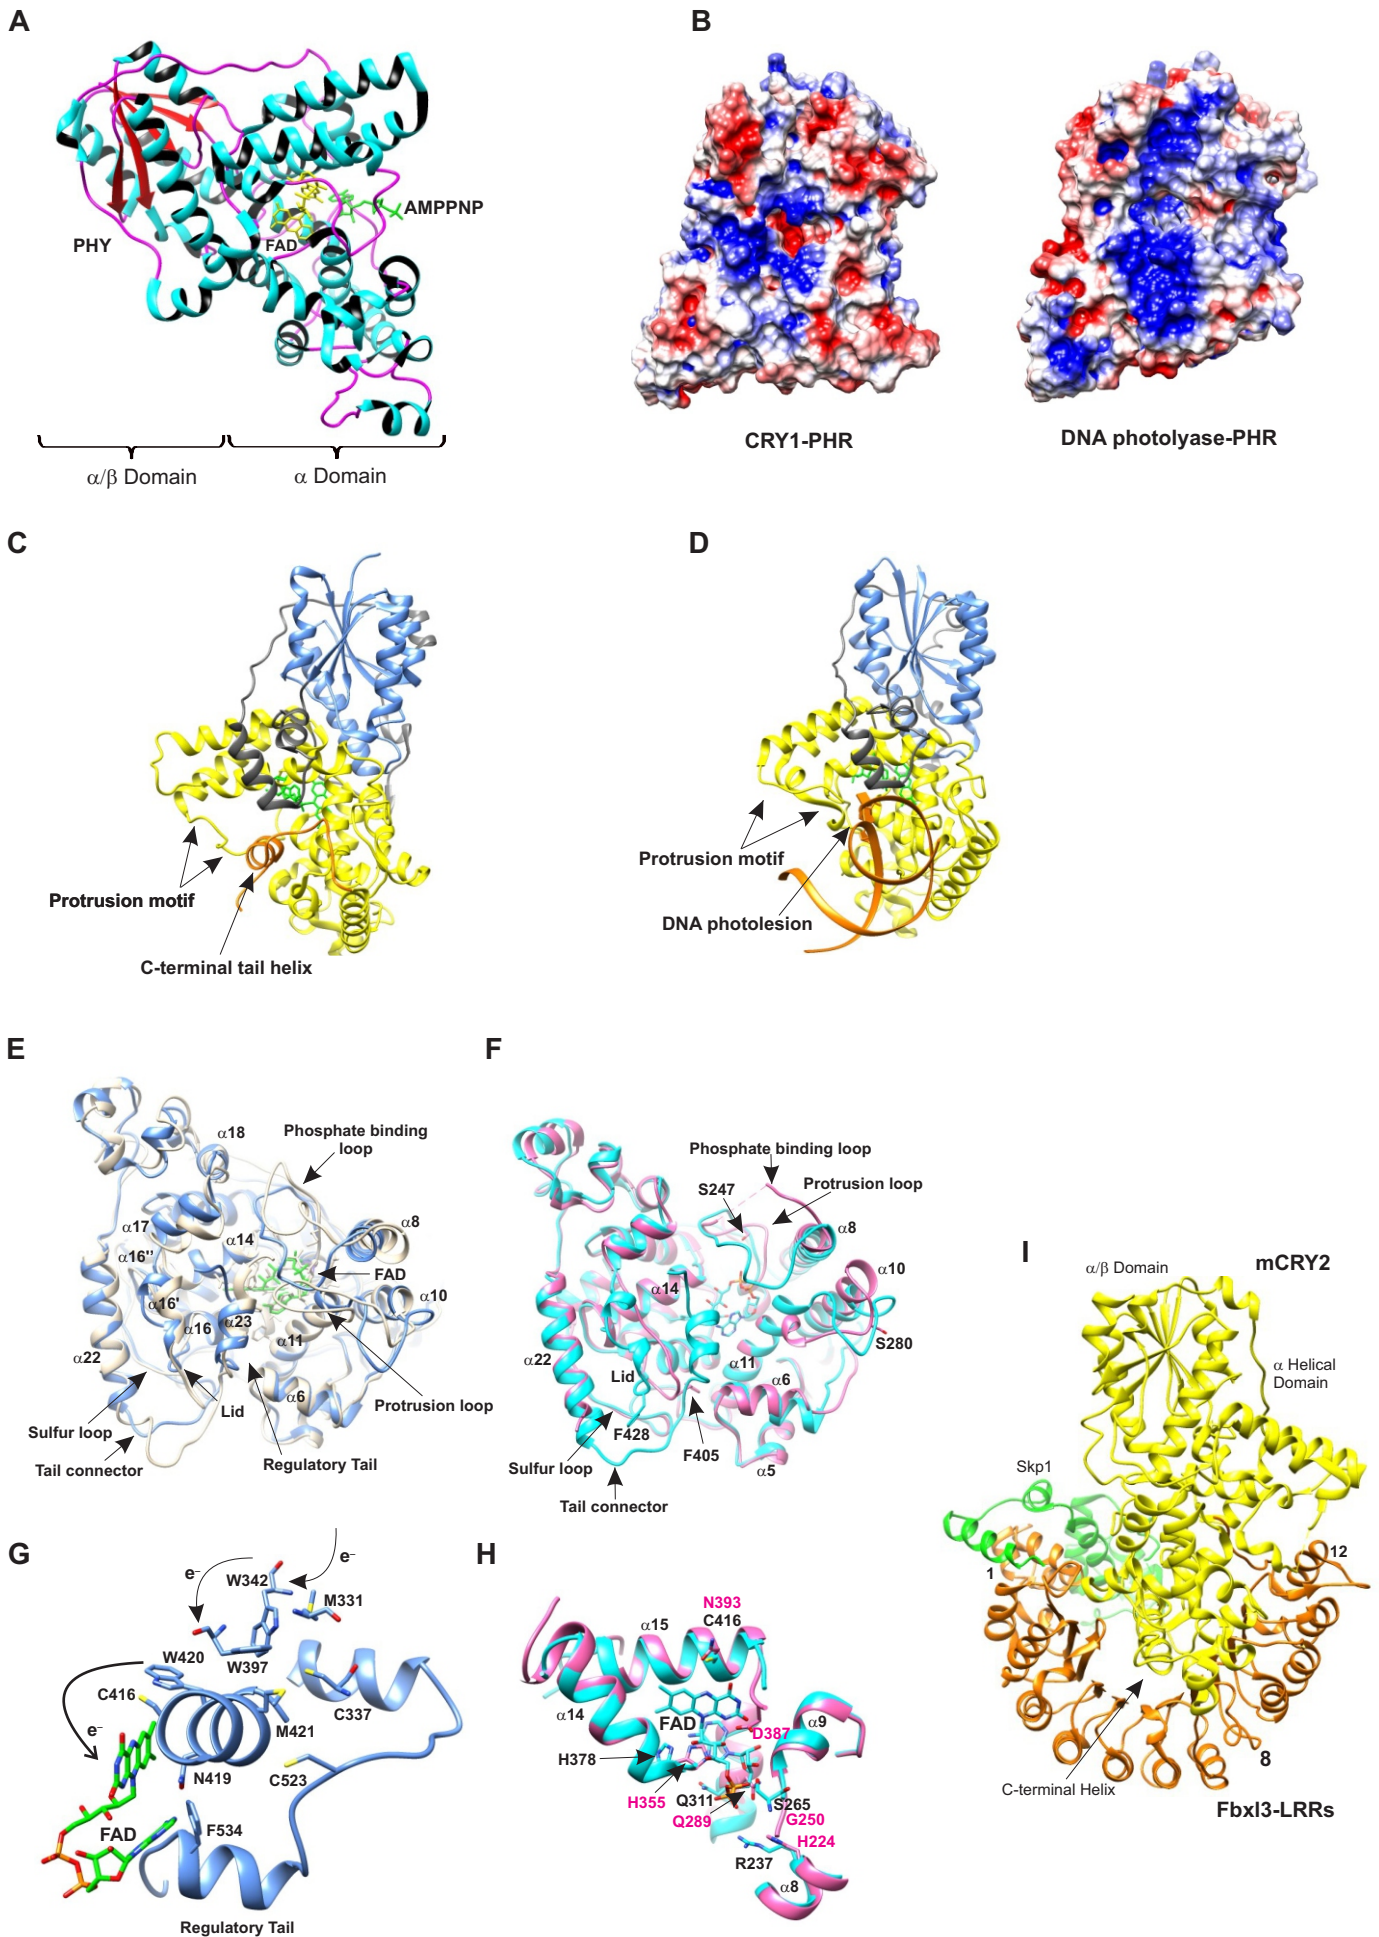 A
B
AMPPNP
FAD
PHY
α/β Domain
α Domain
CRY1-PHR
DNA photolyase-PHR
C
D
Protrusion motif
C-terminal tail helix
Protrusion motif
DNA photolesion
E
α18
Phosphate binding
loop
α17
α14
α8
α16''
FAD
α16'
α10
α16
α23
α11
α22
α6
Lid
Protrusion loop
Sulfur loop
Tail connector
Regulatory Tail
F
Phosphate binding loop
S247
Protrusion loop
α8
α10
α14
S280
α22
α11
Lid
α6
F428
F405
Sulfur loop
α5
Tail connector
G
e⁻
e⁻
W342
M331
W420
W397
C416
C337
e⁻
M421
N419
C523
FAD
F534
Regulatory Tail
H
N393
α15
C416
α14
FAD
D387
α9
H378
H355
Q311
S265
Q289
G250
H224
R237
α8
I
α/β Domain
mCRY2
α Helical
Domain
Skp1
1
12
8
C-terminal Helix
Fbxl3-LRRs